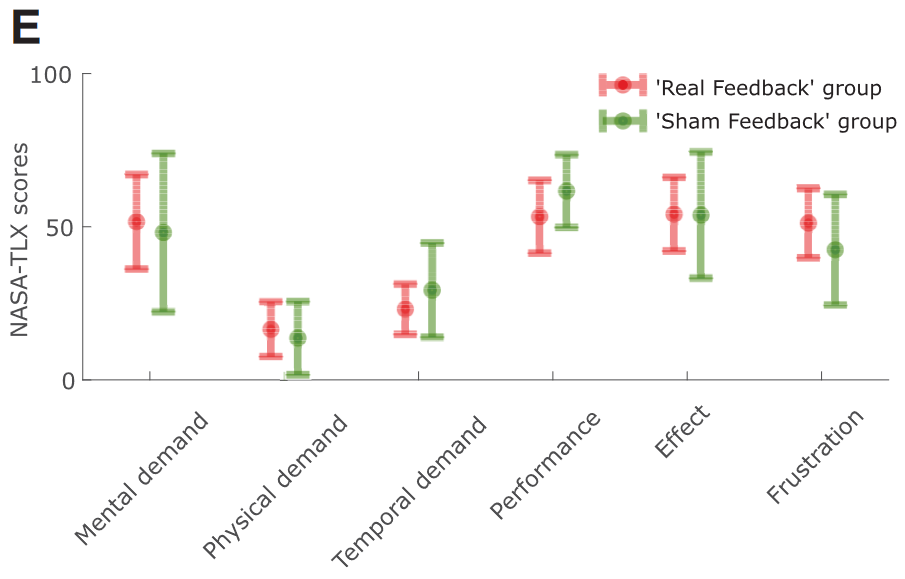 E
100
50
0
NASA-TLX scores
'Real Feedback' group
'Sham Feedback' group
Mental demand
Physical demand
Temporal demand
Performance
Effect
Frustration